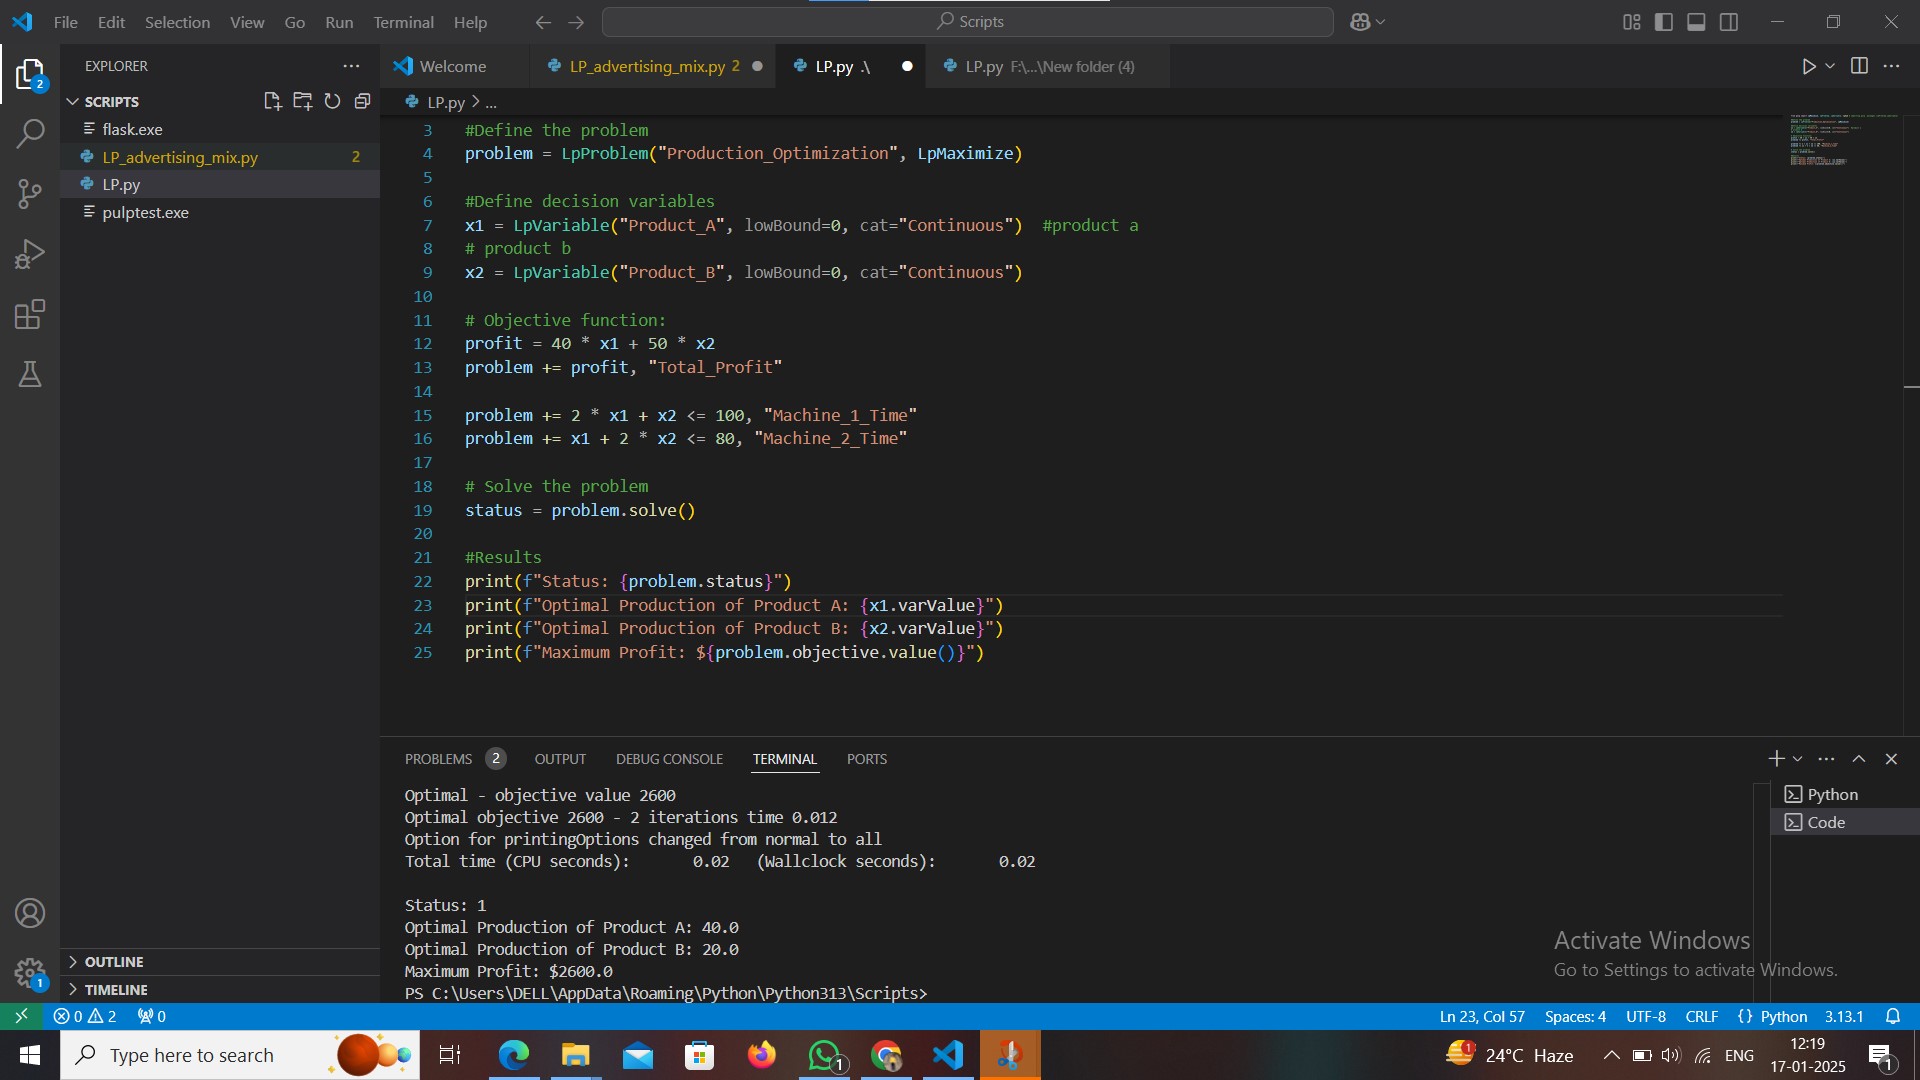 File Edit Selection View Go Run Terminal Help
Scripts
EXPLORER
SCRIPTS
flask.exe
LP_advertising_mix.py 2
LP.py
pulptest.exe
OUTLINE
TIMELINE
2
1
Welcome LP_advertising_mix.py 2 LP.py .\ LP.py F:\...\New folder (4)
LP.py > ...
3 #Define the problem
4 problem = LpProblem("Production_Optimization", LpMaximize)
5
6 #Define decision variables
7 x1 = LpVariable("Product_A", lowBound=0, cat="Continuous")  #product a
8 # product b
9 x2 = LpVariable("Product_B", lowBound=0, cat="Continuous")
10
11 # Objective function:
12 profit = 40 * x1 + 50 * x2
13 problem += profit, "Total_Profit"
14
15 problem += 2 * x1 + x2 <= 100, "Machine_1_Time"
16 problem += x1 + 2 * x2 <= 80, "Machine_2_Time"
17
18 # Solve the problem
19 status = problem.solve()
20
21 #Results
22 print(f"Status: {problem.status}")
23 print(f"Optimal Production of Product A: {x1.varValue}")
24 print(f"Optimal Production of Product B: {x2.varValue}")
25 print(f"Maximum Profit: ${problem.objective.value()}")
PROBLEMS 2 OUTPUT DEBUG CONSOLE TERMINAL PORTS
Optimal - objective value 2600
Optimal objective 2600 - 2 iterations time 0.012
Option for printingOptions changed from normal to all
Total time (CPU seconds):       0.02   (Wallclock seconds):       0.02
Status: 1
Optimal Production of Product A: 40.0
Optimal Production of Product B: 20.0
Maximum Profit: $2600.0
PS C:\Users\DELL\AppData\Roaming\Python\Python313\Scripts>
Python
Code
Activate Windows
Go to Settings to activate Windows.
0 2 0
Ln 23, Col 57 Spaces: 4 UTF-8 CRLF {} Python 3.13.1
Type here to search
1
1
24°C Haze
ENG
12:19
17-01-2025
1